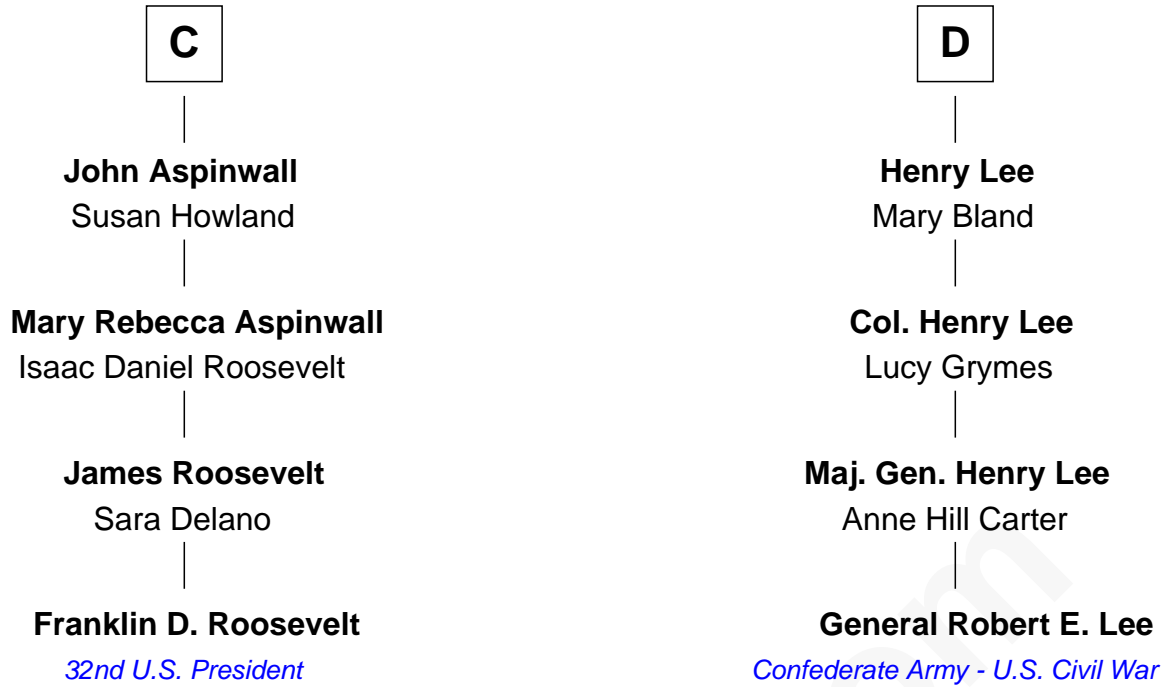 C
John Aspinwall
Susan Howland
Mary Rebecca Aspinwall
Isaac Daniel Roosevelt
James Roosevelt
Sara Delano
Franklin D. Roosevelt
32nd U.S. President
D
Henry Lee
Mary Bland
Col. Henry Lee
Lucy Grymes
Maj. Gen. Henry Lee
Anne Hill Carter
General Robert E. Lee
Confederate Army - U.S. Civil War